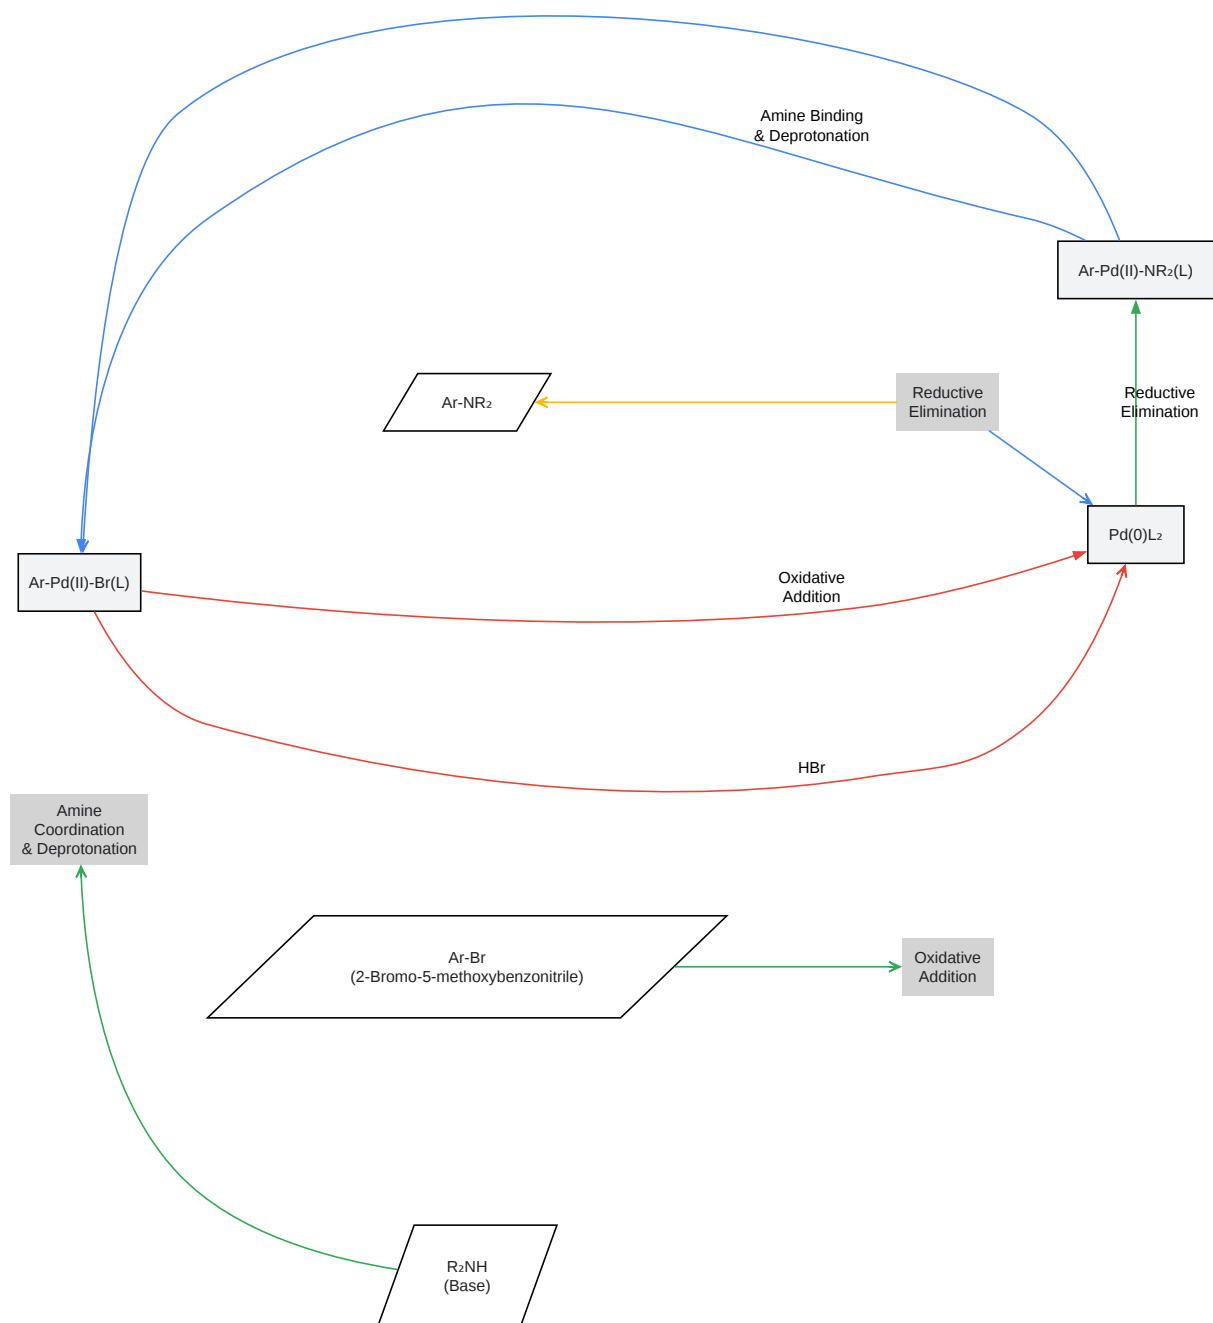 Amine Binding
& Deprotonation
Ar-Pd(II)-NR₂(L)
Ar-NR₂
Reductive
Elimination
Reductive
Elimination
Pd(0)L₂
Ar-Pd(II)-Br(L)
Oxidative
Addition
HBr
Amine
Coordination
& Deprotonation
Ar-Br
(2-Bromo-5-methoxybenzonitrile)
Oxidative
Addition
R₂NH
(Base)